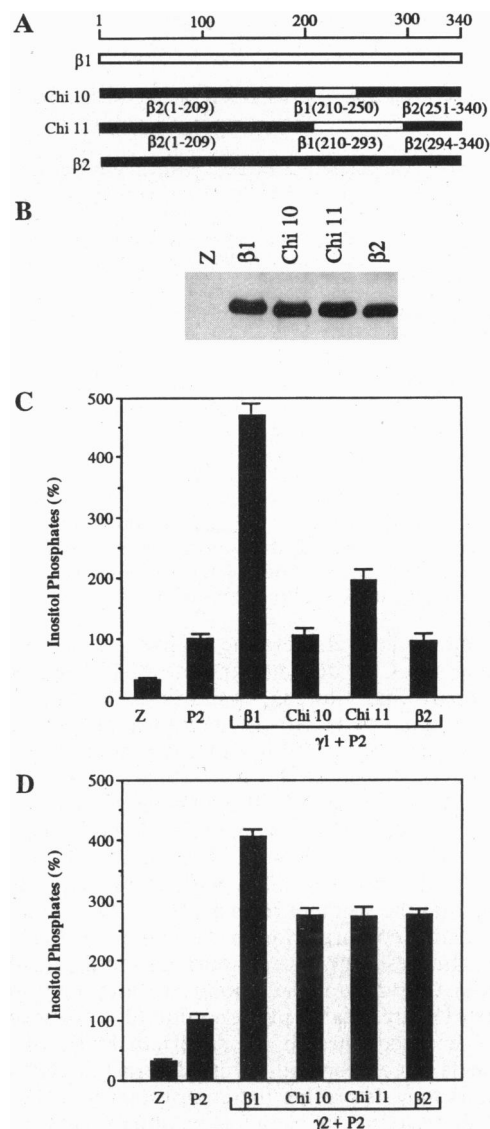 A
1 100 200 300 340
β1
Chi 10
β2(1-209) β1(210-250) β2(251-340)
Chi 11
β2(1-209) β1(210-293) β2(294-340)
β2
B
Z β1 Chi 10 Chi 11 β2
C
Inositol Phosphates (%)
500
400
300
200
100
0
Z P2 β1 Chi 10 Chi 11 β2
γ1 + P2
D
Inositol Phosphates (%)
500
400
300
200
100
0
Z P2 β1 Chi 10 Chi 11 β2
γ2 + P2